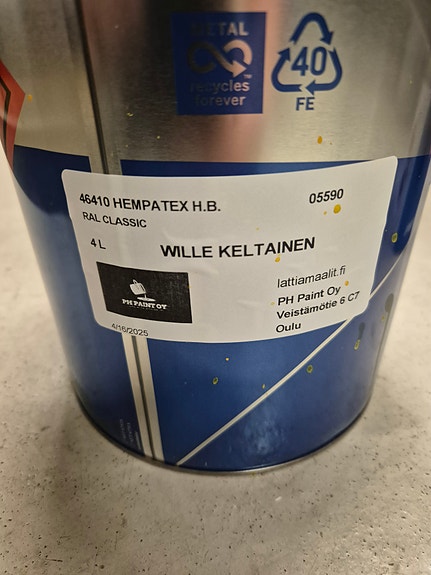 METAL
recycles
forever
™
40
FE
46410 HEMPATEX H.B.
05590
RAL CLASSIC
4 L
WILLE KELTAINEN
PH PAINT OY
lattiamaalit.fi
PH Paint Oy
Veistämötie 6 C7
Oulu
4/16/2025